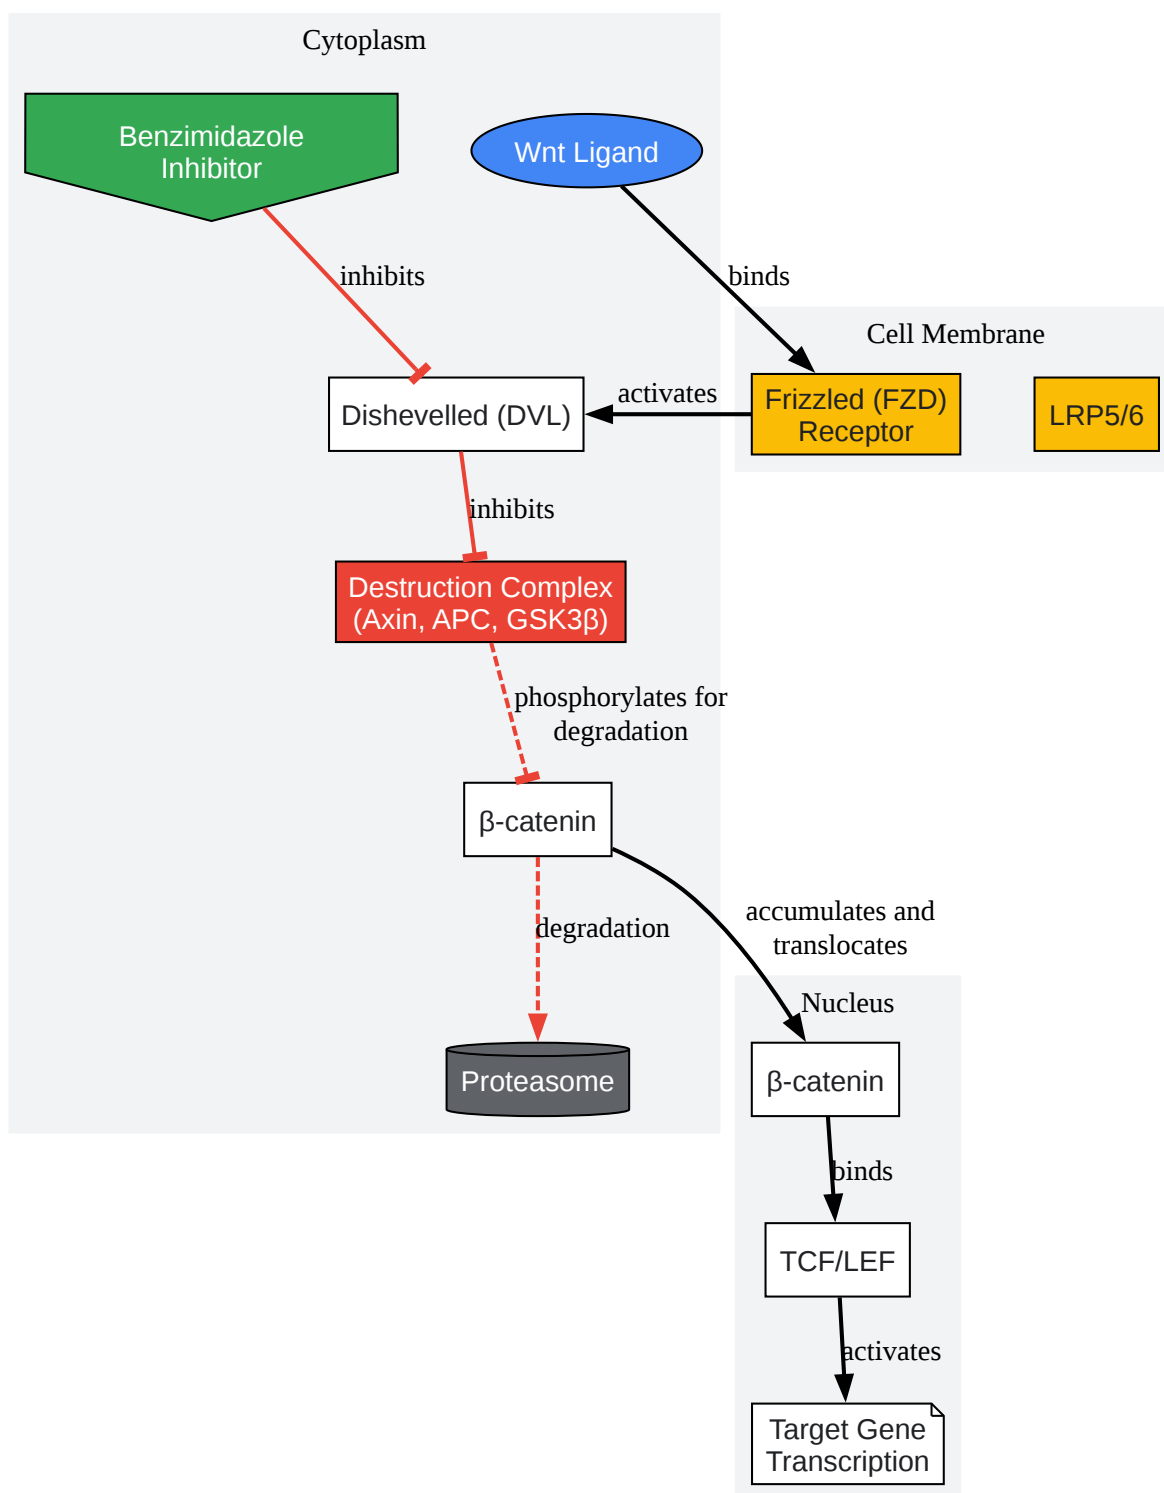 Cytoplasm
Benzimidazole
Inhibitor
Wnt Ligand
inhibits
binds
Cell Membrane
activates
Dishevelled (DVL)
Frizzled (FZD)
Receptor
LRP5/6
inhibits
Destruction Complex
(Axin, APC, GSK3β)
phosphorylates for
degradation
β-catenin
accumulates and
translocates
degradation
Nucleus
Proteasome
β-catenin
binds
TCF/LEF
activates
Target Gene
Transcription